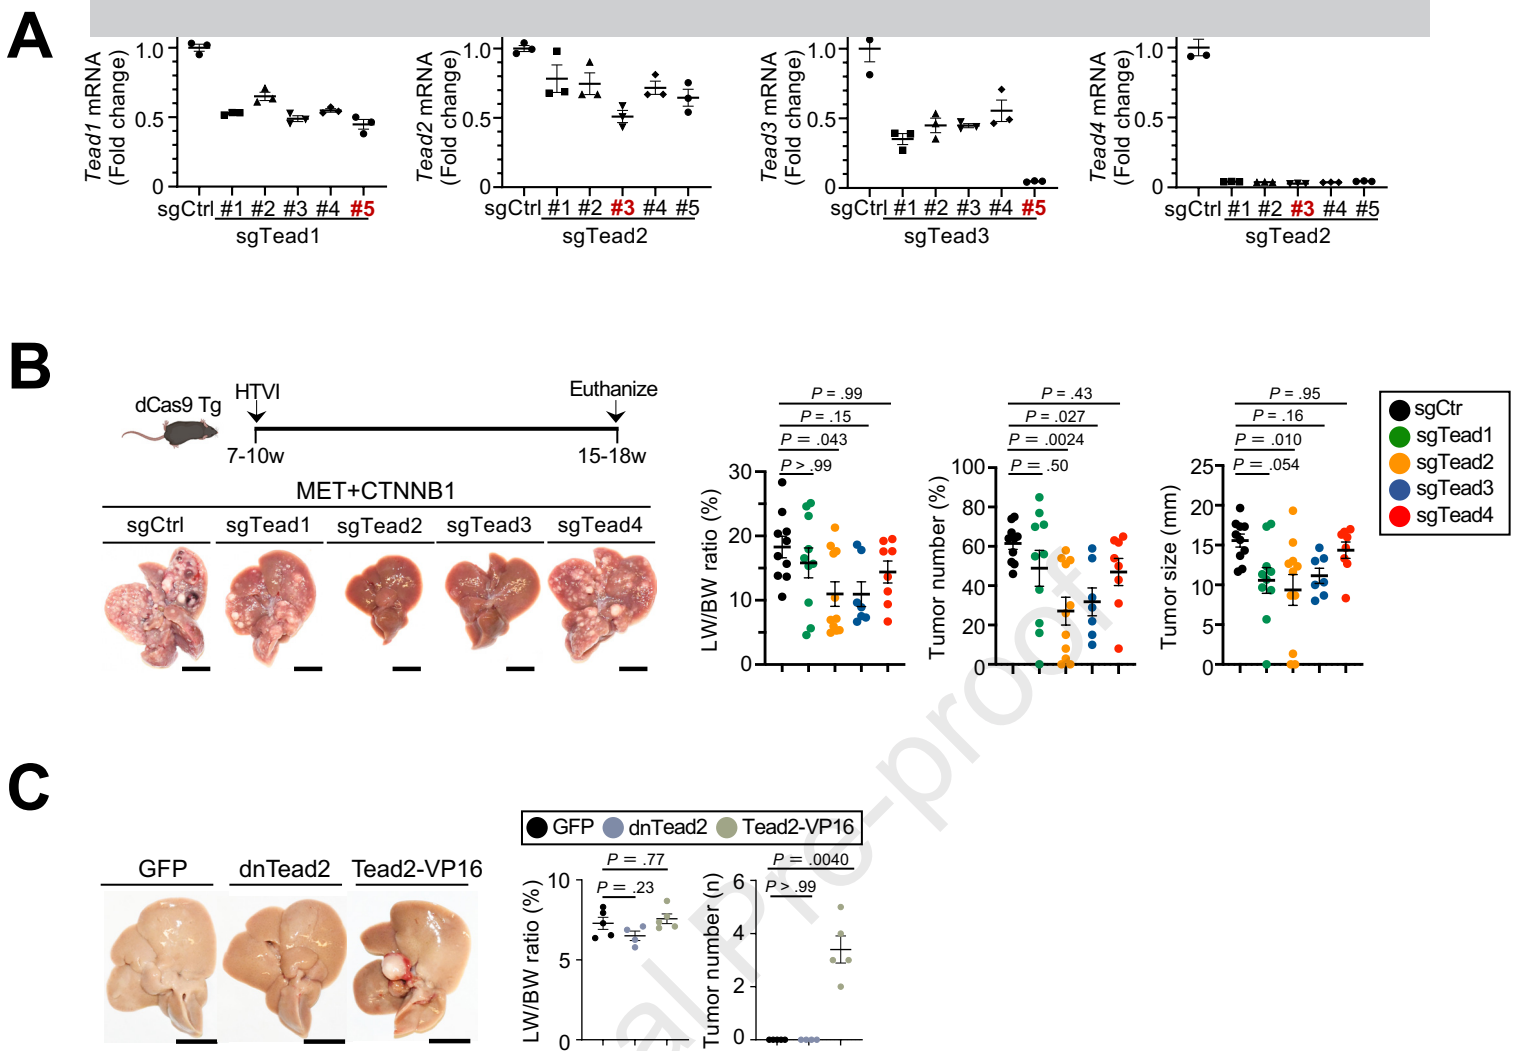 A
Tead1 mRNA
(Fold change)
1.0
0.5
0
sgCtrl #1 #2 #3 #4 #5
sgTead1
Tead2 mRNA
(Fold change)
1.0
0.5
0
sgCtrl #1 #2 #3 #4 #5
sgTead2
Tead3 mRNA
(Fold change)
1.0
0.5
0
sgCtrl #1 #2 #3 #4 #5
sgTead3
Tead4 mRNA
(Fold change)
1.0
0.5
0
sgCtrl #1 #2 #3 #4 #5
sgTead2
B
dCas9 Tg
HTVI
Euthanize
7-10w
15-18w
MET+CTNNB1
sgCtrl sgTead1 sgTead2 sgTead3 sgTead4
P = .99
P = .15
P = .043
P > .99
LW/BW ratio (%)
30
20
10
0
P = .43
P = .027
P = .0024
P = .50
Tumor number (%)
100
80
60
40
20
0
P = .95
P = .16
P = .010
P = .054
Tumor size (mm)
25
20
15
10
5
0
sgCtr
sgTead1
sgTead2
sgTead3
sgTead4
C
GFP dnTead2 Tead2-VP16
GFP dnTead2 Tead2-VP16
P = .77
P = .23
LW/BW ratio (%)
10
5
0
P = .0040
P > .99
Tumor number (n)
6
4
2
0
al Pre-proof